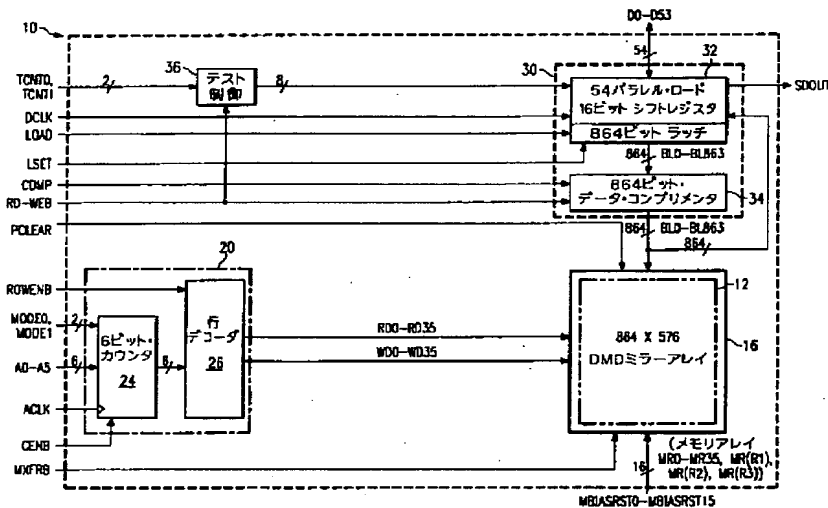 D0-D53
10
54
32
36
30
TCNT0,
TCNT1
2
テスト
制御
8
54パラレル・ロード
16ビット シフトレジスタ
SDOUT
DCLK
LOAD
864ビット ラッチ
LSET
864
BL0-BL863
COMP
864ビット・
データ・コンプリメンタ
34
RD-WEB
PCLEAR
864
BL0-BL863
864
20
12
ROWENB
MODE0,
MODE1
2
6ビット・
カウンタ
24
行
デコーダ
26
RD0-RD35
864 X 576
DMDミラーアレイ
16
A0-A5
6
6
WD0-WD35
ACLK
CENB
MXFRB
16
(メモリアレイ
MR0-MR35, MR(R1),
MR(R2), MR(R3))
MBIASRST0-MBIASRST15